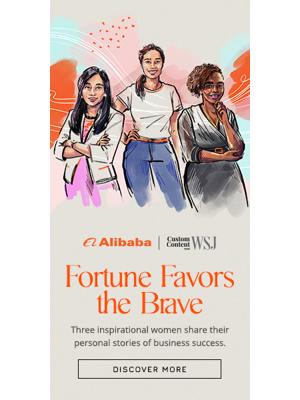 Alibaba
Custom
Content
FROM
WSJ
Fortune Favors
the Brave
Three inspirational women share their
personal stories of business success.
DISCOVER MORE